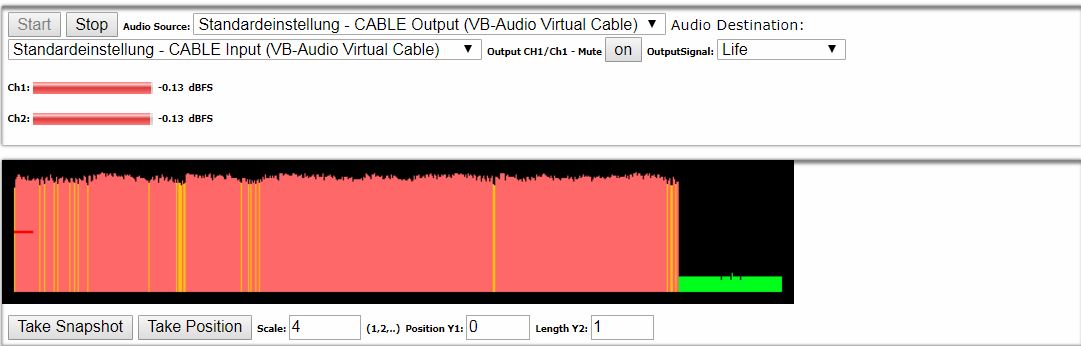 Start Stop Audio Source: Standardeinstellung - CABLE Output (VB-Audio Virtual Cable) Audio Destination:
Standardeinstellung - CABLE Input (VB-Audio Virtual Cable) Output CH1/Ch1 - Mute on OutputSignal: Life
Ch1: -0.13 dBFS
Ch2: -0.13 dBFS
Take Snapshot Take Position Scale: 4 (1,2,..) Position Y1: 0 Length Y2: 1